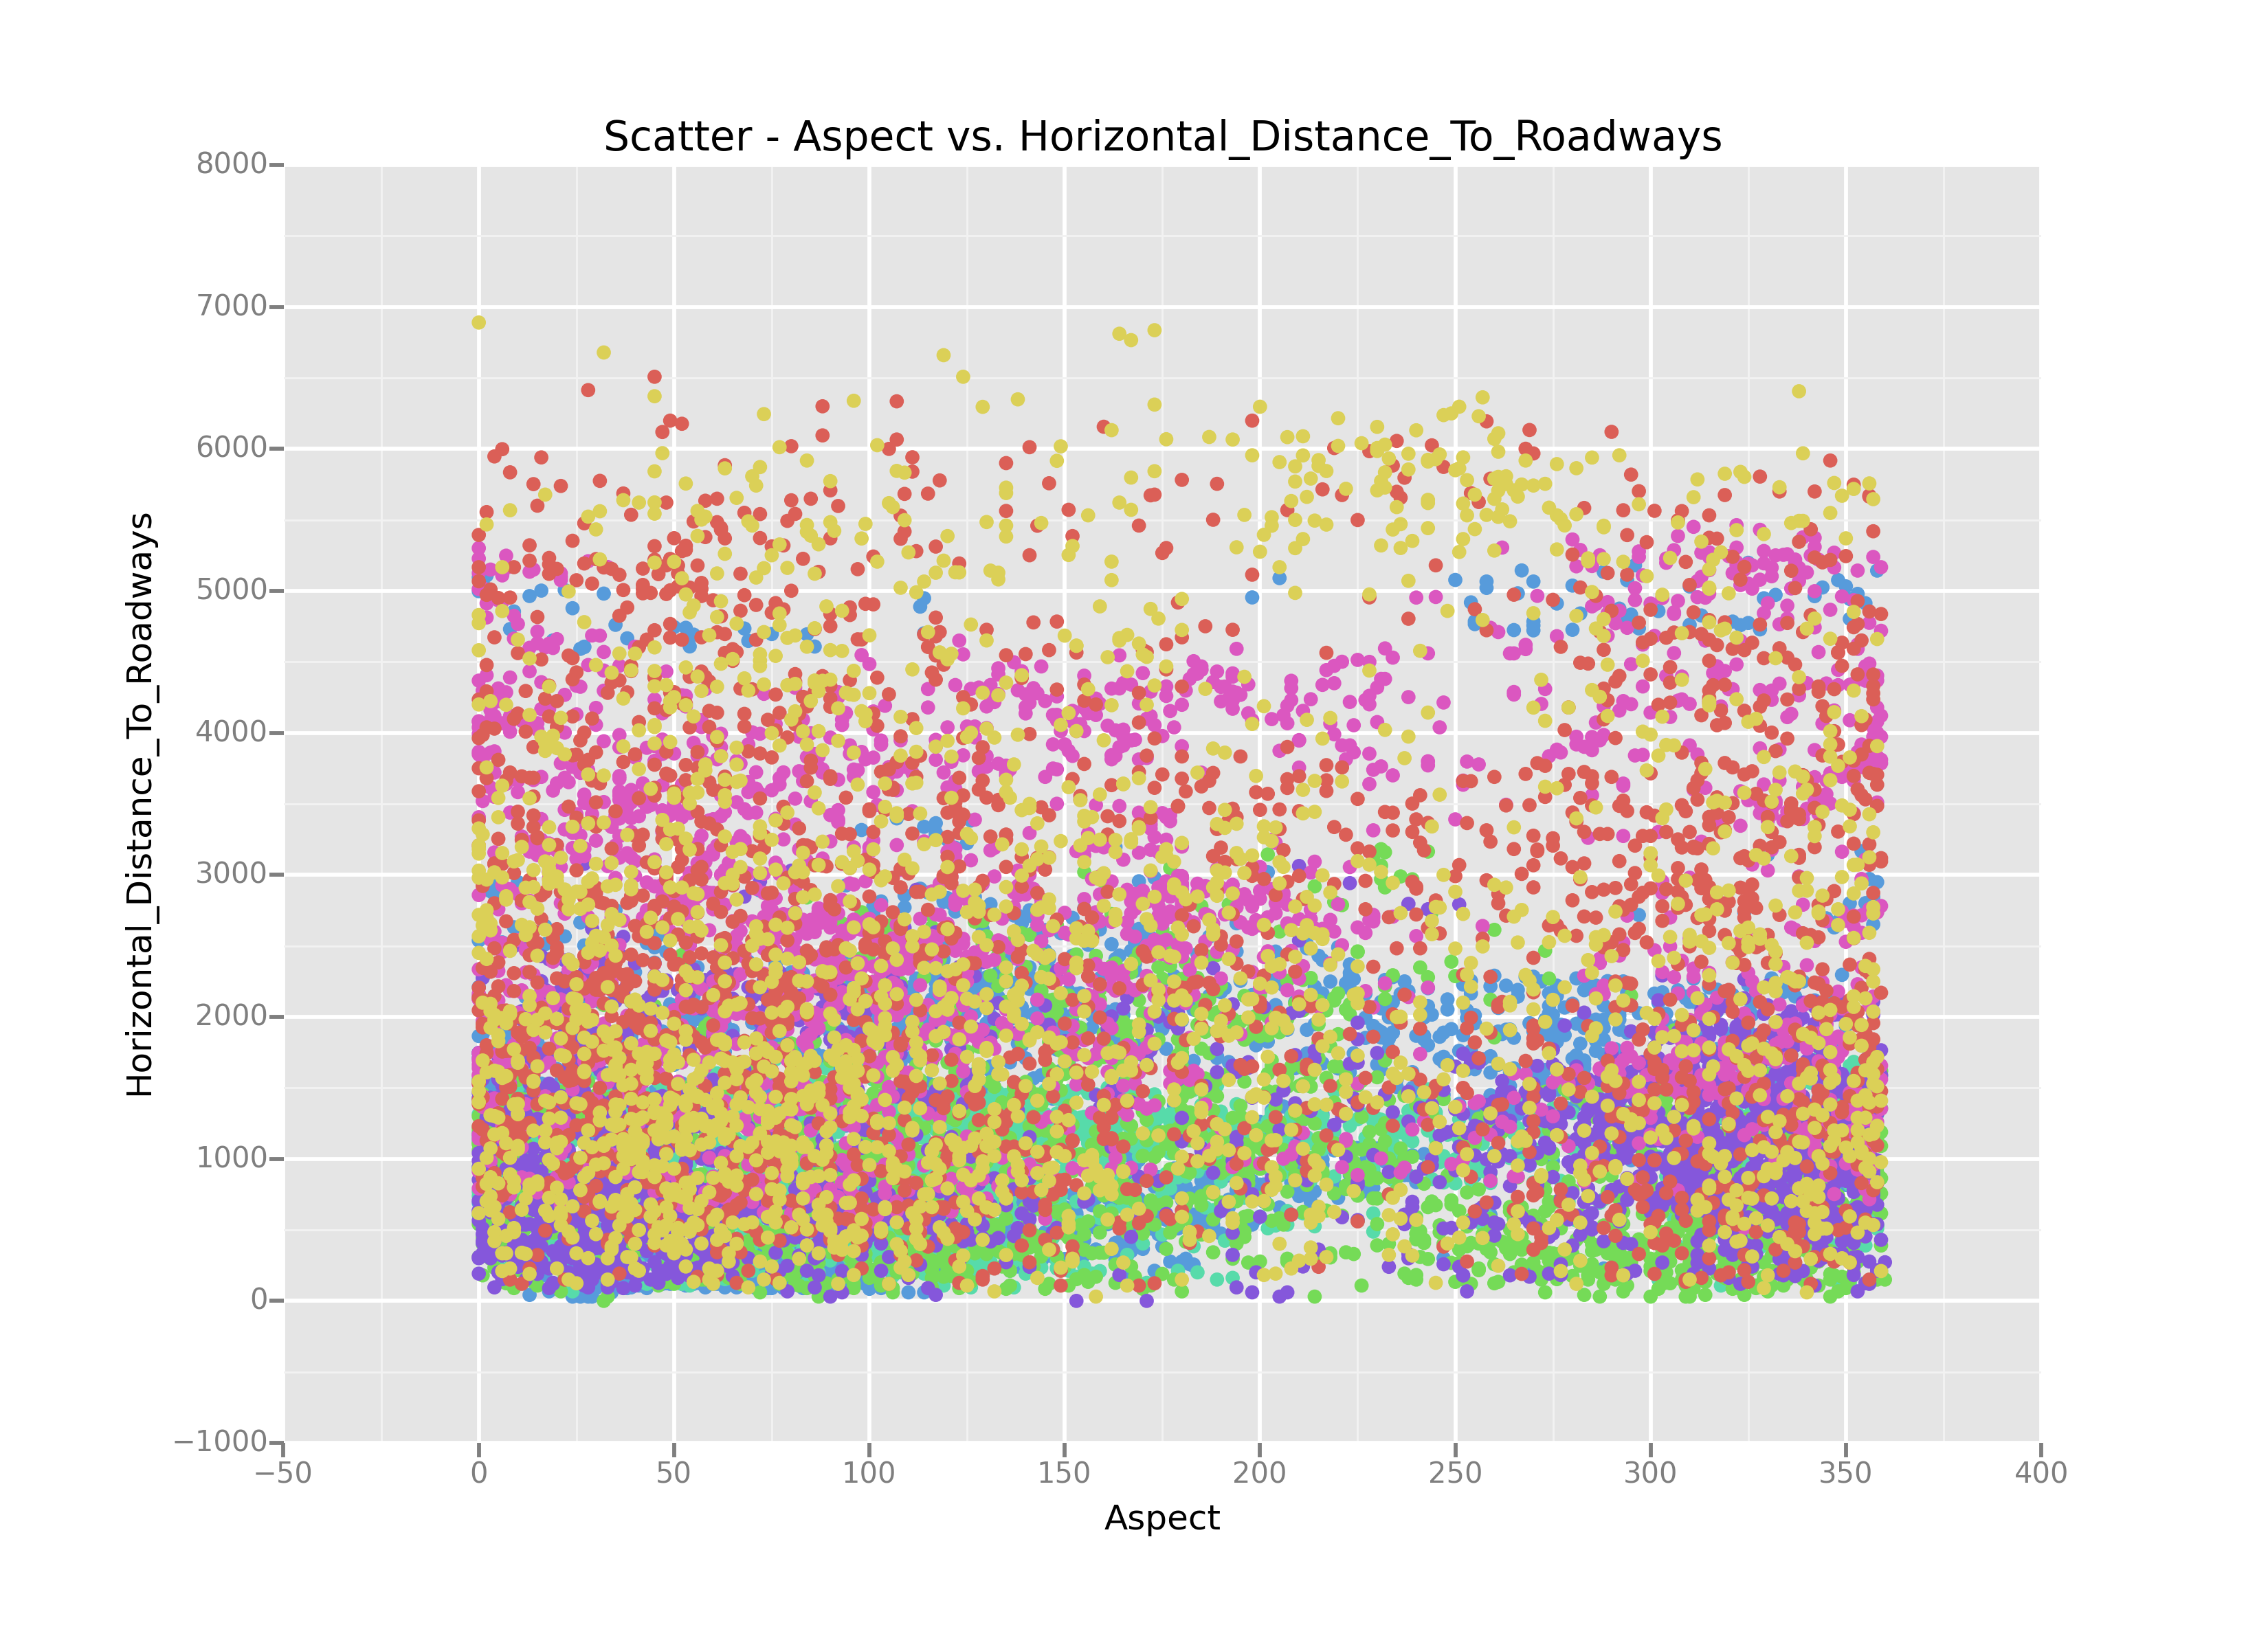 Scatter - Aspect vs. Horizontal_Distance_To_Roadways
8000
7000
6000
5000
4000
3000
2000
1000
0
−1000
Horizontal_Distance_To_Roadways
−50 0 50 100 150 200 250 300 350 400
Aspect